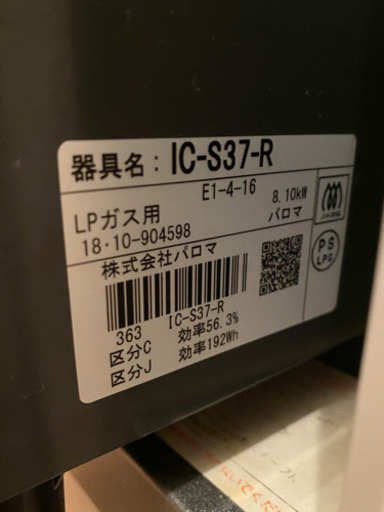 器具名：IC-S37-R
E1-4-16
LPガス用 8.10kW
18・10-904598 パロマ
株式会社パロマ
PS
LPG
363 IC-S37-R
区分C 効率56.3%
区分J 効率192Wh